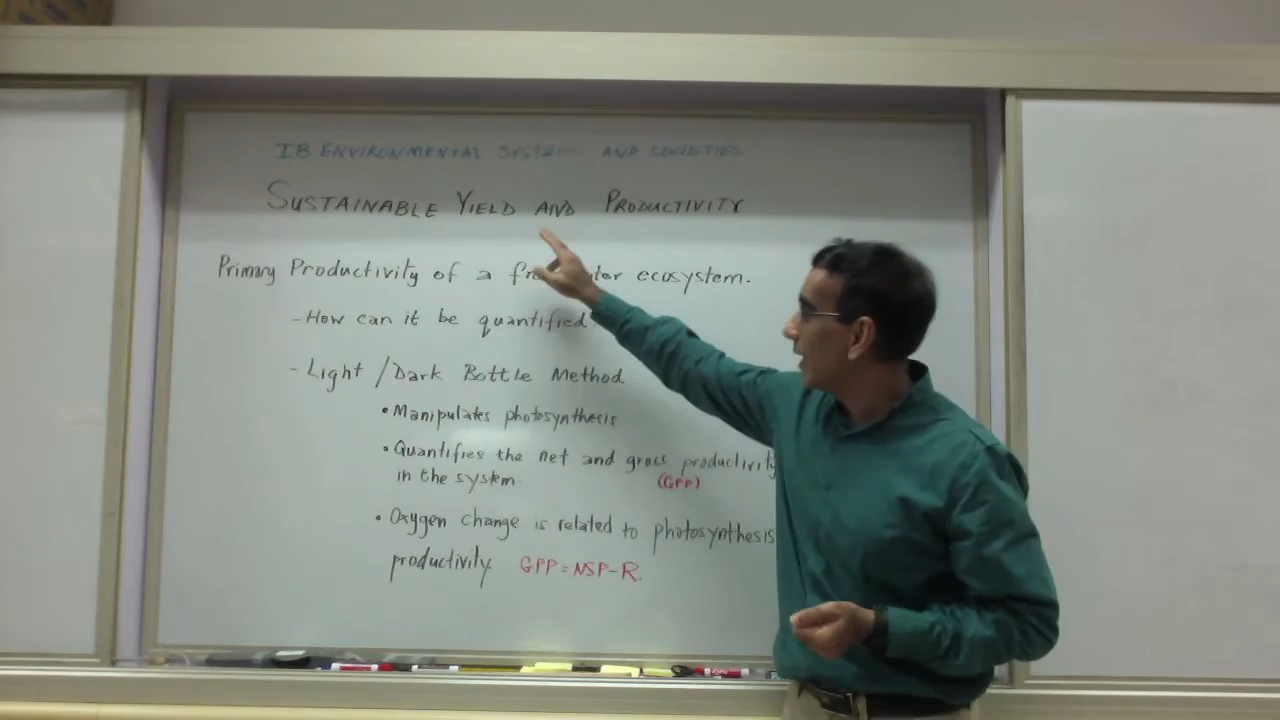 IB ENVIRONMENTAL SYSTEMS AND SOCIETIES
SUSTAINABLE YIELD AND PRODUCTIVITY
Primary Productivity of a ecosystem.
- How can it be quantified
- Light / Dark Bottle Method
• Manipulates photosynthesis
• Quantifies the net and gross productivity
in the system (GPP)
• Oxygen change is related to photosynthesis
productivity. GPP = NSP - R.